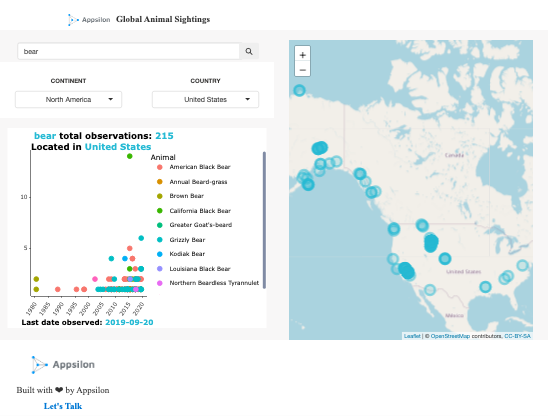 Appsilon Global Animal Sightings
bear
CONTINENT
COUNTRY
North America
United States
bear total observations: 215
Located in United States
Animal
American Black Bear
Annual Beard-grass
Brown Bear
California Black Bear
Greater Goat's-beard
Grizzly Bear
Kodiak Bear
Louisiana Black Bear
Northern Beardless Tyrannulet
10
5
1980
1985
1990
1995
2000
2005
2010
2015
2020
Last date observed: 2019-09-20
+
−
Canada
United States
México
Leaflet | © OpenStreetMap contributors, CC-BY-SA
Appsilon
Built with ❤ by Appsilon
Let's Talk